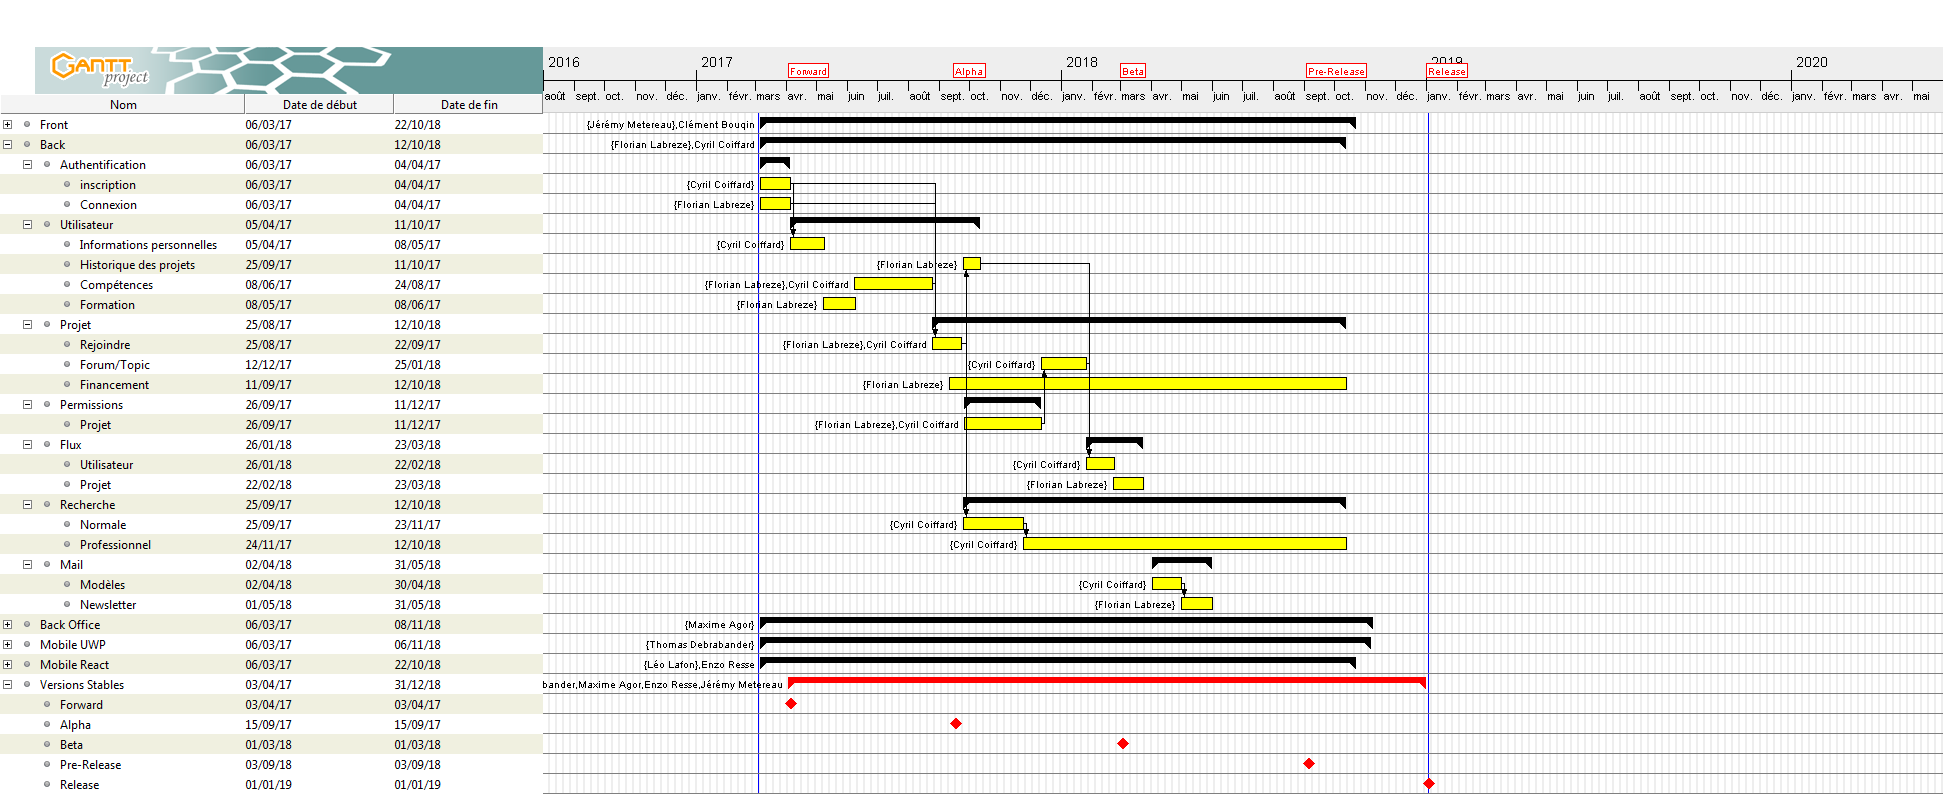 GANTT
project
2016 2017 2018 2019 2020
Forward Alpha Beta Pre-Release Release
Nom Date de début Date de fin
août sept. oct. nov. déc. janv. févr. mars avr. mai juin juil. août sept. oct. nov. déc. janv. févr. mars avr. mai juin juil. août sept. oct. nov. déc. janv. févr. mars avr. mai juin juil. août sept. oct. nov. déc. janv. févr. mars avr. mai
Front 06/03/17 22/10/18 {Jérémy Metereau},Clément Bouqin
Back 06/03/17 12/10/18 {Florian Labreze},Cyril Coiffard
Authentification 06/03/17 04/04/17
inscription 06/03/17 04/04/17 {Cyril Coiffard}
Connexion 06/03/17 04/04/17 {Florian Labreze}
Utilisateur 05/04/17 11/10/17
Informations personnelles 05/04/17 08/05/17 {Cyril Coiffard}
Historique des projets 25/09/17 11/10/17 {Florian Labreze}
Compétences 08/06/17 24/08/17 {Florian Labreze},Cyril Coiffard
Formation 08/05/17 08/06/17 {Florian Labreze}
Projet 25/08/17 12/10/18
Rejoindre 25/08/17 22/09/17 {Florian Labreze},Cyril Coiffard
Forum/Topic 12/12/17 25/01/18 {Cyril Coiffard}
Financement 11/09/17 12/10/18 {Florian Labreze}
Permissions 26/09/17 11/12/17
Projet 26/09/17 11/12/17 {Florian Labreze},Cyril Coiffard
Flux 26/01/18 23/03/18
Utilisateur 26/01/18 22/02/18 {Cyril Coiffard}
Projet 22/02/18 23/03/18 {Florian Labreze}
Recherche 25/09/17 12/10/18
Normale 25/09/17 23/11/17 {Cyril Coiffard}
Professionnel 24/11/17 12/10/18 {Cyril Coiffard}
Mail 02/04/18 31/05/18
Modèles 02/04/18 30/04/18 {Cyril Coiffard}
Newsletter 01/05/18 31/05/18 {Florian Labreze}
Back Office 06/03/17 08/11/18 {Maxime Agor}
Mobile UWP 06/03/17 06/11/18 {Thomas Debrabander}
Mobile React 06/03/17 22/10/18 {Léo Lafon},Enzo Resse
Versions Stables 03/04/17 31/12/18 bander,Maxime Agor,Enzo Resse,Jérémy Metereau
Forward 03/04/17 03/04/17
Alpha 15/09/17 15/09/17
Beta 01/03/18 01/03/18
Pre-Release 03/09/18 03/09/18
Release 01/01/19 01/01/19